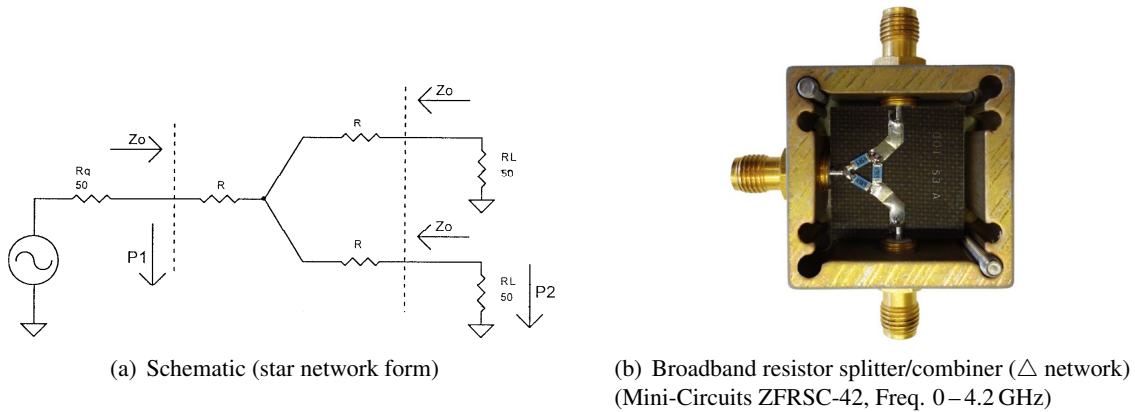 Zo
R
Zo
Rg
50
R
RL
50
P1
R
Zo
RL
50
P2
(a) Schematic (star network form)
(b) Broadband resistor splitter/combiner (△ network)
(Mini-Circuits ZFRSC-42, Freq. 0–4.2 GHz)